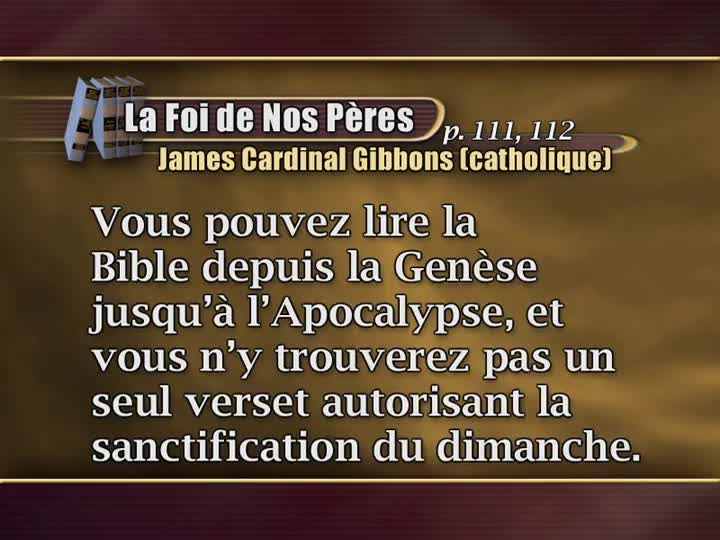 La Foi de Nos Pères p. 111, 112
James Cardinal Gibbons (catholique)
Vous pouvez lire la
Bible depuis la Genèse
jusqu’à l’Apocalypse, et
vous n’y trouverez pas un
seul verset autorisant la
sanctification du dimanche.